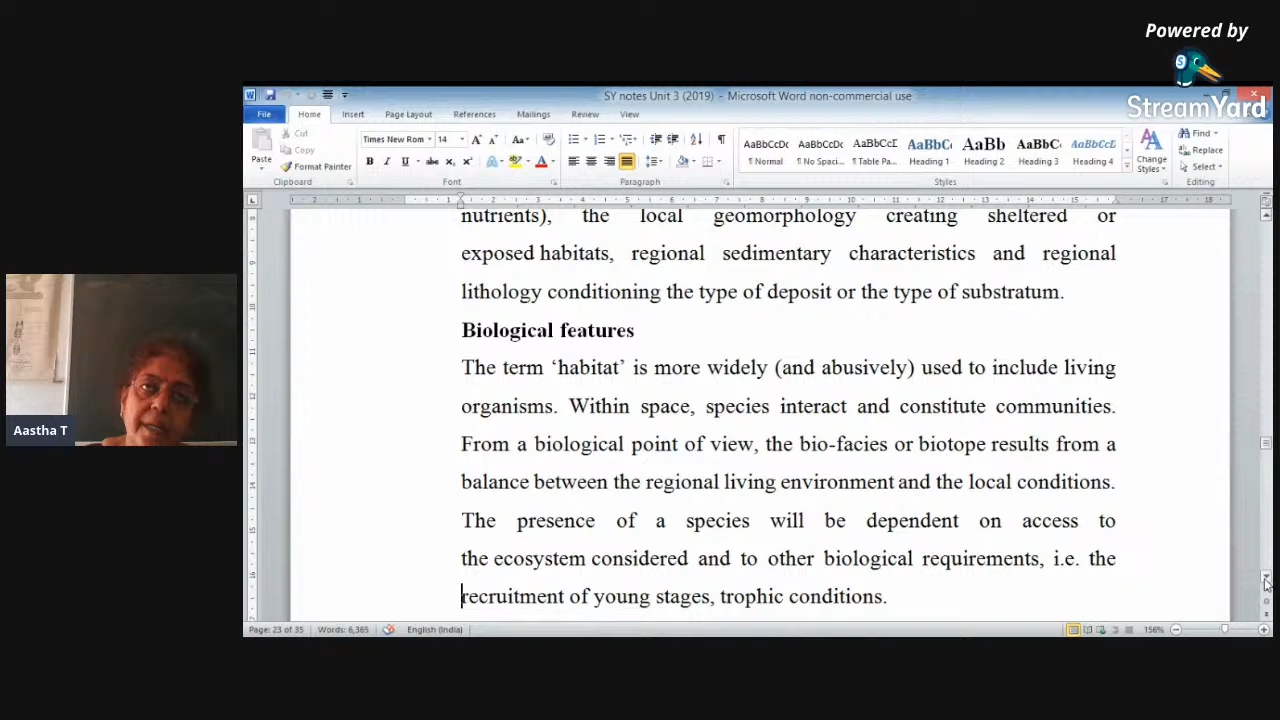 Powered by
StreamYard
SY notes Unit 3 (2019) - Microsoft Word non-commercial use
File Home Insert Page Layout References Mailings Review View
Cut
Copy
Format Painter
Paste
Times New Rom 14
AaBbCcDc AaBbCcDc AaBbCcD AaBbC AaBb AaBbC AaBbCcD
¶ Normal ¶ No Spaci... ¶ Table Pa... Heading 1 Heading 2 Heading 3 Heading 4
Change Styles
Find
Replace
Select
Clipboard Font Paragraph Styles Editing
nutrients), the local geomorphology creating sheltered or
exposed habitats, regional sedimentary characteristics and regional
lithology conditioning the type of deposit or the type of substratum.
Biological features
The term ‘habitat’ is more widely (and abusively) used to include living
organisms. Within space, species interact and constitute communities.
From a biological point of view, the bio-facies or biotope results from a
balance between the regional living environment and the local conditions.
The presence of a species will be dependent on access to
the ecosystem considered and to other biological requirements, i.e. the
recruitment of young stages, trophic conditions.
Aastha T
Page: 23 of 35 Words: 6,365 English (India) 156%